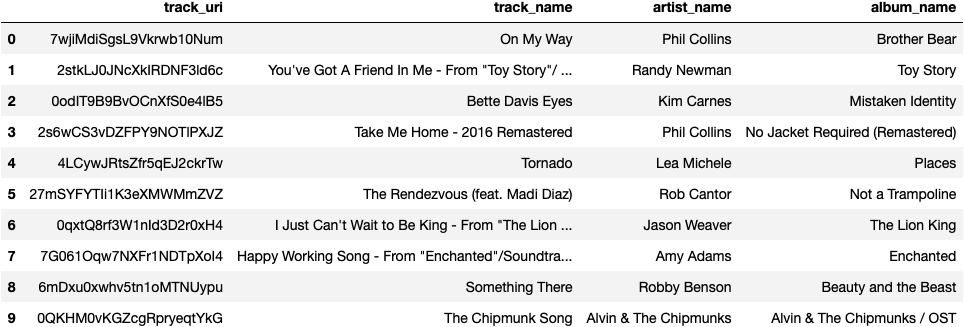 track_uri track_name artist_name album_name
0 7wjiMdiSgsL9Vkrwb10Num On My Way Phil Collins Brother Bear
1 2stkLJ0JNcXkIRDNF3ld6c You've Got A Friend In Me - From "Toy Story"/ ... Randy Newman Toy Story
2 0odIT9B9BvOCnXfS0e4lB5 Bette Davis Eyes Kim Carnes Mistaken Identity
3 2s6wCS3vDZFPY9NOTlPXJZ Take Me Home - 2016 Remastered Phil Collins No Jacket Required (Remastered)
4 4LCywJRtsZfr5qEJ2ckrTw Tornado Lea Michele Places
5 27mSYFYTIi1K3eXMWMmZVZ The Rendezvous (feat. Madi Diaz) Rob Cantor Not a Trampoline
6 0qxtQ8rf3W1nId3D2r0xH4 I Just Can't Wait to Be King - From "The Lion ... Jason Weaver The Lion King
7 7G061Oqw7NXFr1NDTpXoI4 Happy Working Song - From "Enchanted"/Soundtra... Amy Adams Enchanted
8 6mDxu0xwhv5tn1oMTNUypu Something There Robby Benson Beauty and the Beast
9 0QKHM0vKGZcgRpryeqtYkG The Chipmunk Song Alvin & The Chipmunks Alvin & The Chipmunks / OST